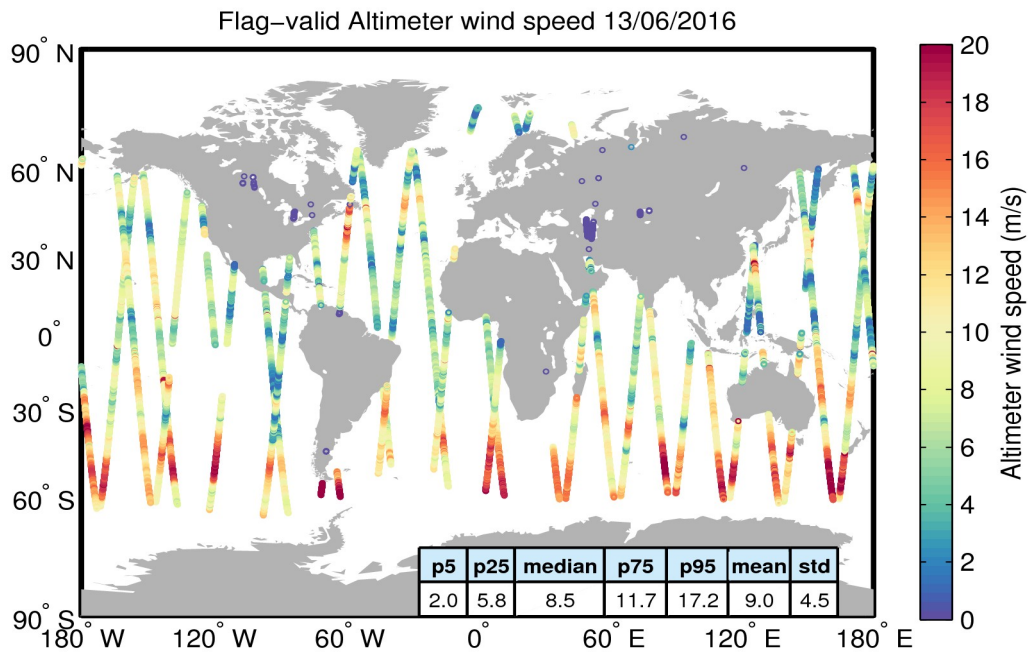 Flag−valid Altimeter wind speed 13/06/2016
90° N
60° N
30° N
0°
30° S
60° S
90° S
180° W
120° W
60° W
0°
60° E
120° E
180° E
p5 p25 median p75 p95 mean std
2.0 5.8 8.5 11.7 17.2 9.0 4.5
20
18
16
14
12
10
8
6
4
2
0
Altimeter wind speed (m/s)